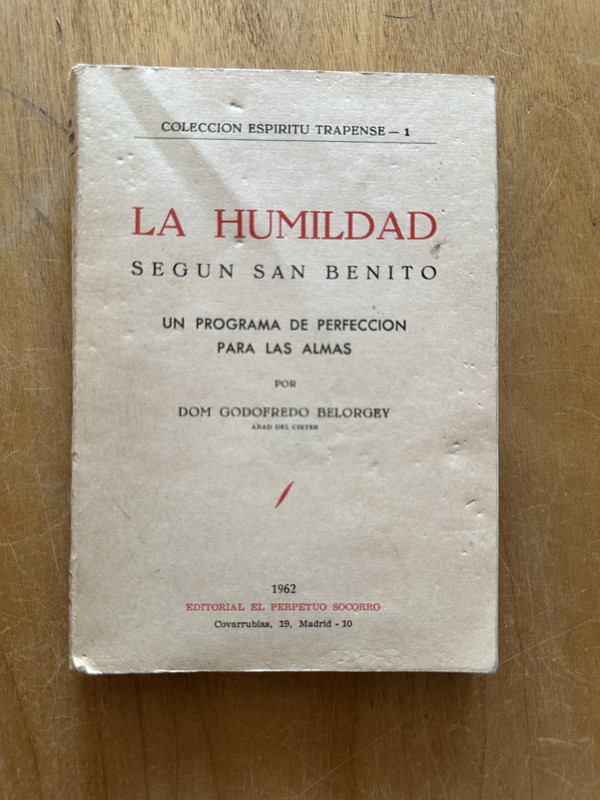 COLECCION ESPIRITU TRAPENSE — 1
LA HUMILDAD
SEGUN SAN BENITO
UN PROGRAMA DE PERFECCION
PARA LAS ALMAS
POR
DOM GODOFREDO BELORGEY
ABAD DEL CISTER
1962
EDITORIAL EL PERPETUO SOCORRO
Covarrubias, 19, Madrid - 10